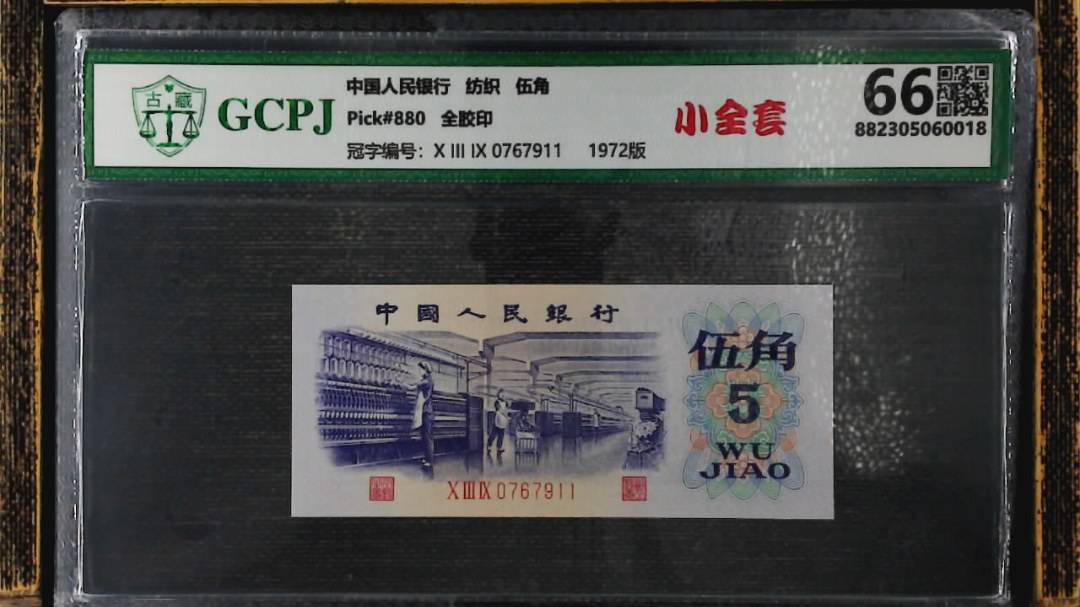 古 藏
GCPJ
中国人民银行 纺织 伍角
Pick#880 全胶印
冠字编号: X III IX 0767911 1972版
小全套
66
882305060018
中國人民銀行
伍角
5
WU
JIAO
X III IX 0767911